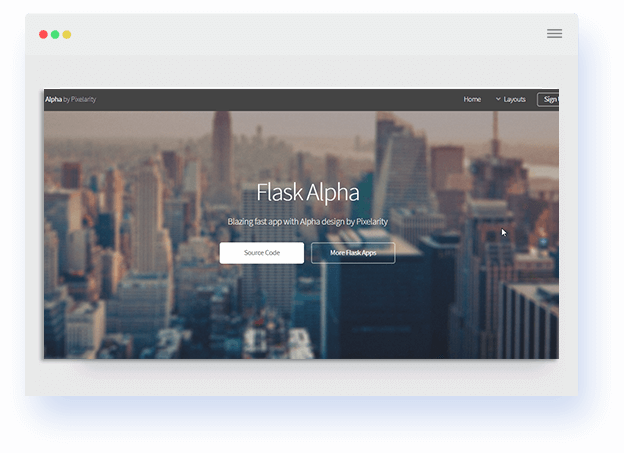 Alpha by Pixelarity
Home Layouts Sign
Flask Alpha
Blazing fast app with Alpha design by Pixelarity
Source Code More Flask Apps